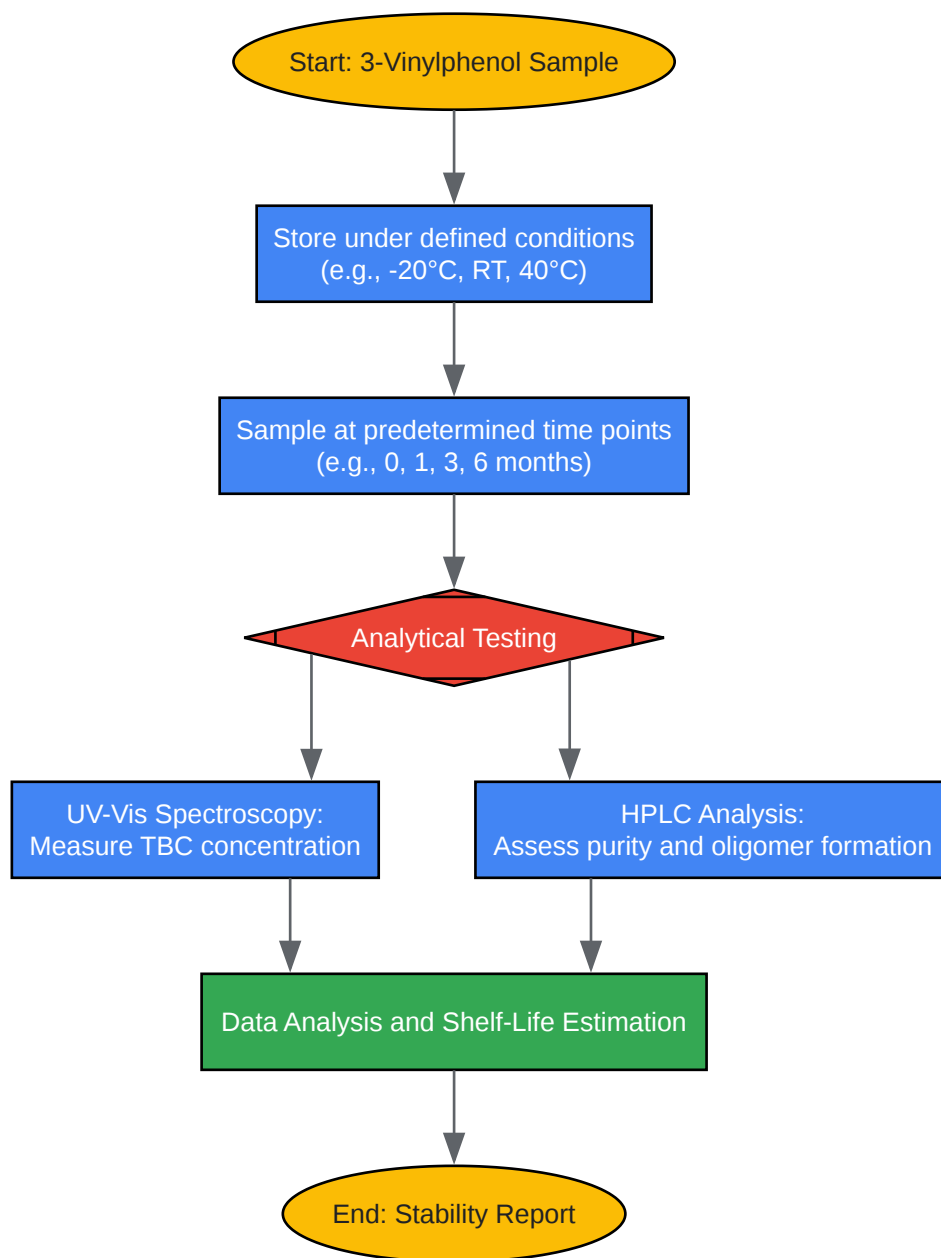 Start: 3-Vinylphenol Sample
Store under defined conditions
(e.g., -20°C, RT, 40°C)
Sample at predetermined time points
(e.g., 0, 1, 3, 6 months)
Analytical Testing
UV-Vis Spectroscopy:
Measure TBC concentration
HPLC Analysis:
Assess purity and oligomer formation
Data Analysis and Shelf-Life Estimation
End: Stability Report